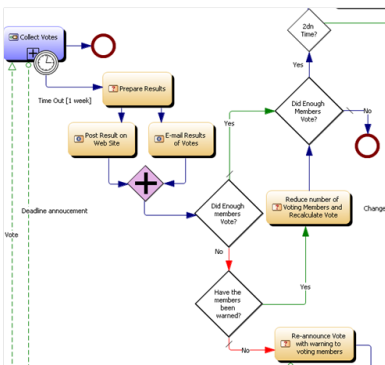 2dn
Time?
Collect Votes
Time Out [1 week]
Prepare Results
Did Enough
Members
Vote?
Yes
No
Post Result on
Web Site
E-mail Results
of Votes
Yes
Deadline annoucement
Vote
Did Enough
members
Vote?
Reduce number of
Voting Members and
Recalculate Vote
Change
No
Have the
members
been
warned?
Yes
No
Re-announce Vote
with warning to
voting members